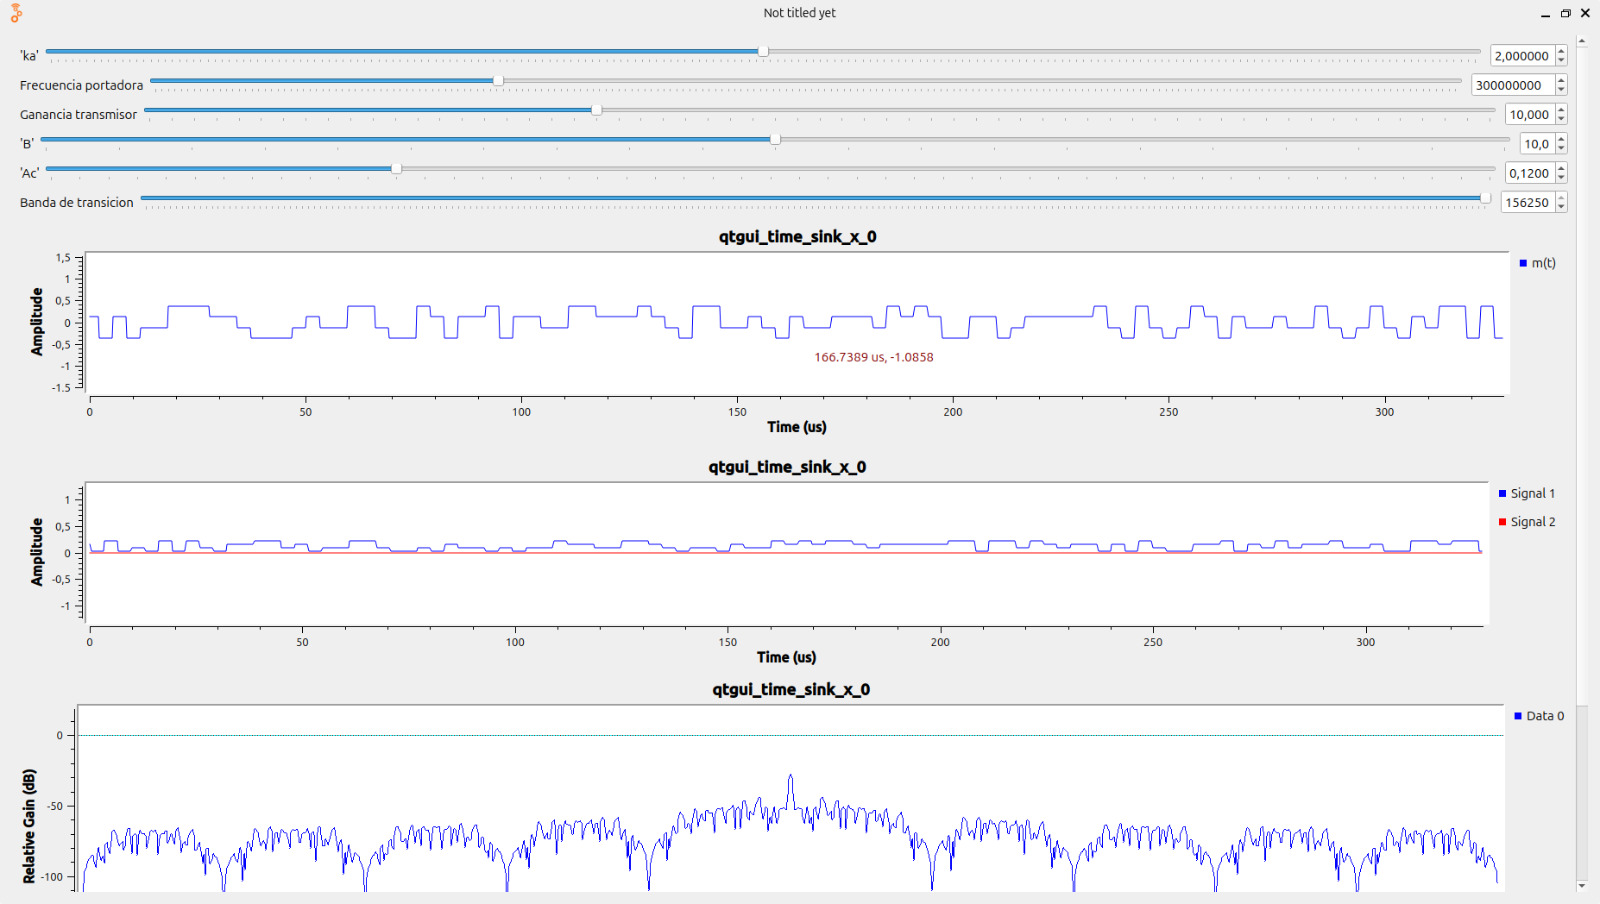 Not titled yet
'ka' 2,000000
Frecuencia portadora 300000000
Ganancia transmisor 10,000
'B' 10,0
'Ac' 0,1200
Banda de transicion 156250
qtgui_time_sink_x_0
m(t)
Amplitude
1,5
1
0,5
0
-0,5
-1
-1.5
166.7389 us, -1.0858
0 50 100 150 200 250 300
Time (us)
qtgui_time_sink_x_0
Signal 1
Signal 2
Amplitude
1
0,5
0
-0,5
-1
0 50 100 150 200 250 300
Time (us)
qtgui_time_sink_x_0
Data 0
Relative Gain (dB)
0
-50
-100